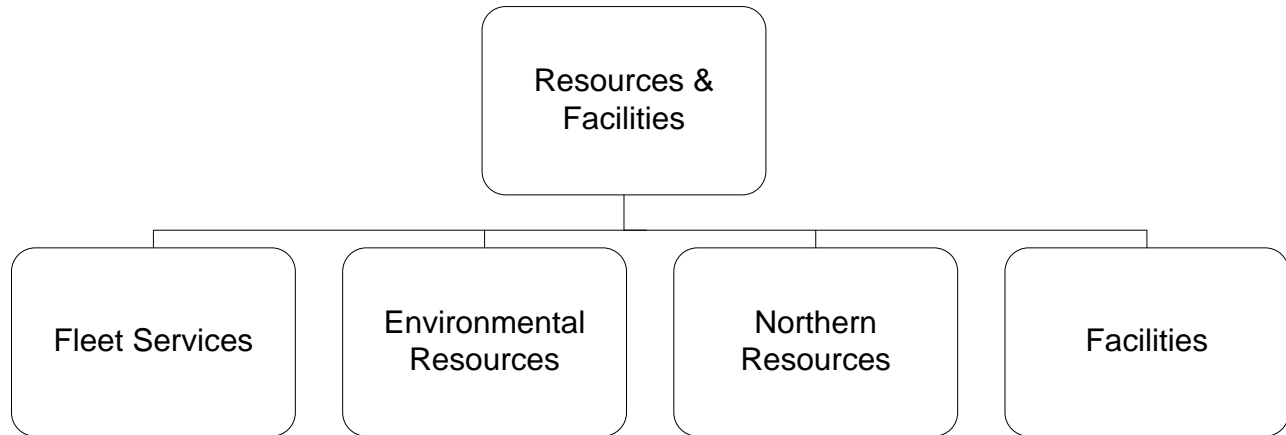 Resources &
Facilities
Fleet Services
Environmental
Resources
Northern
Resources
Facilities